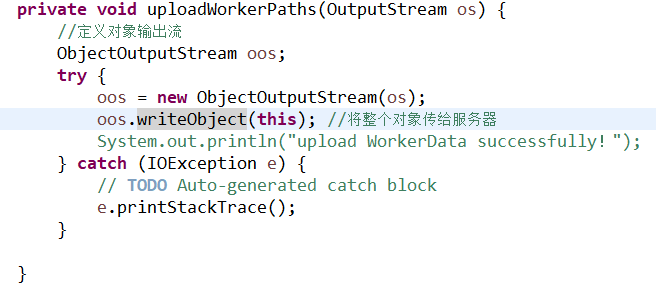 private void uploadWorkerPaths(OutputStream os) {
//定义对象输出流
ObjectOutputStream oos;
try {
oos = new ObjectOutputStream(os);
oos.writeObject(this); //将整个对象传给服务器
System.out.println("upload WorkerData successfully！");
} catch (IOException e) {
// TODO Auto-generated catch block
e.printStackTrace();
}
}